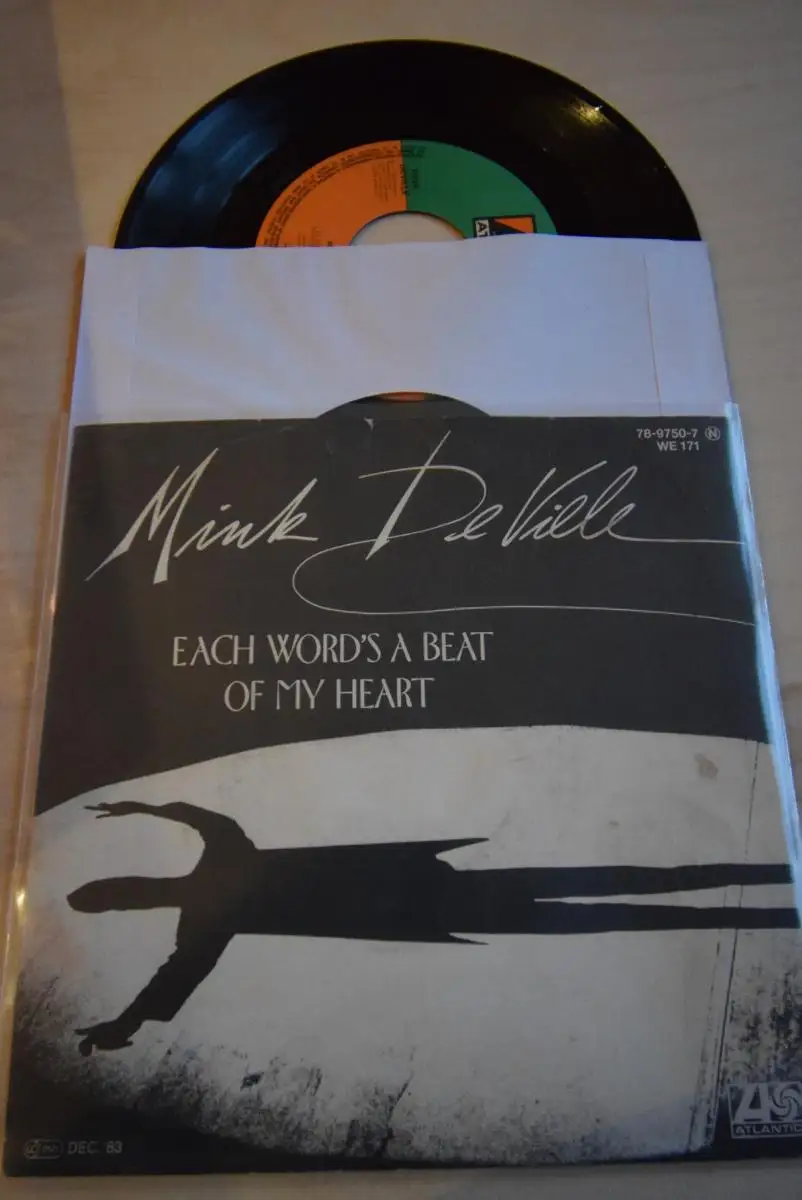 78-9750-7 N
WE 171
Mink DeVille
EACH WORD'S A BEAT
OF MY HEART
DEC. '83
ATLANTIC